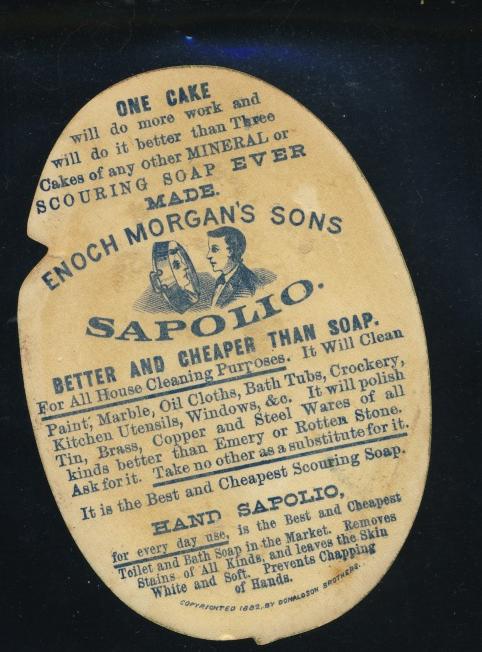 ONE CAKE
will do more work and
will do it better than Three
Cakes of any other MINERAL or
SCOURING SOAP EVER
MADE.
ENOCH MORGAN'S SONS
SAPOLIO.
BETTER AND CHEAPER THAN SOAP.
For All House Cleaning Purposes. It Will Clean
Paint, Marble, Oil Cloths, Bath Tubs, Crockery,
Kitchen Utensils, Windows, &c. It will polish
Tin, Brass, Copper and Steel Wares of all
kinds better than Emery or Rotten Stone.
Ask for it. Take no other as a substitute for it.
It is the Best and Cheapest Scouring Soap.
HAND SAPOLIO,
for every day use, is the Best and Cheapest
Toilet and Bath Soap in the Market. Removes
Stains of All Kinds, and leaves the Skin
White and Soft. Prevents Chapping
of Hands.
COPYRIGHTED 1882, BY DONALDSON BROTHERS.